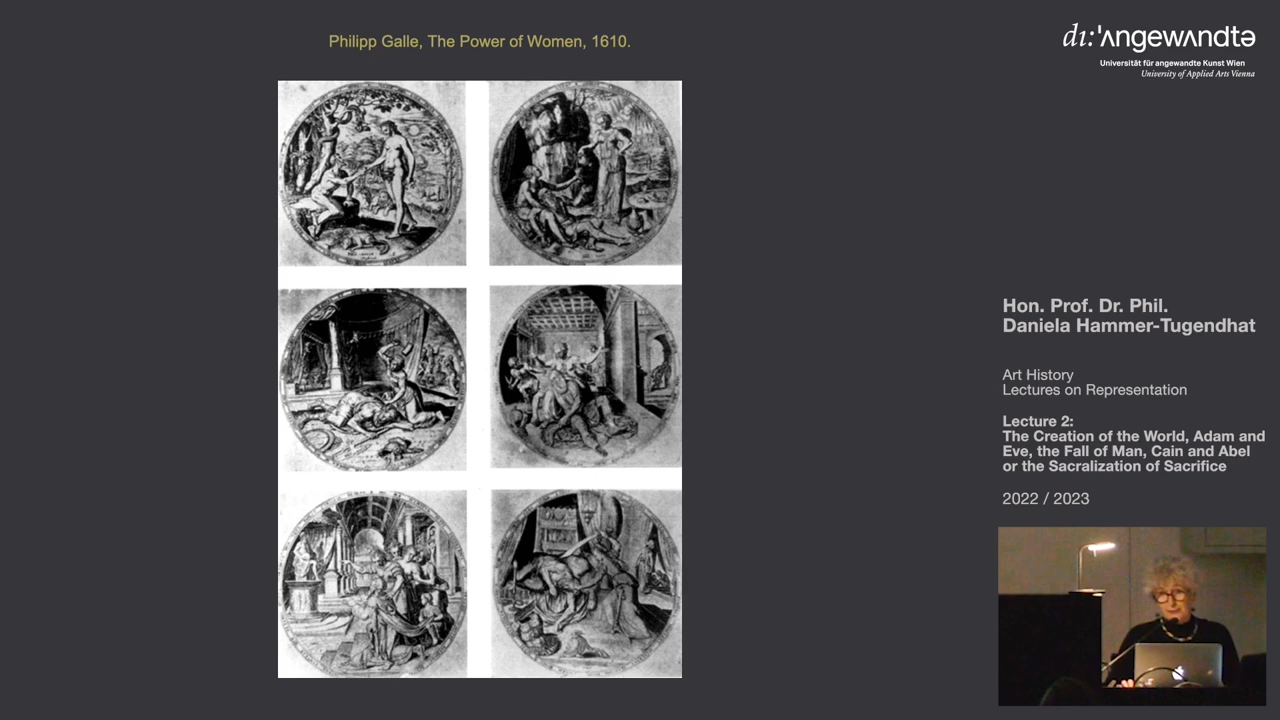 Philipp Galle, The Power of Women, 1610.
dı:ˈʌngewʌndtə
Universität für angewandte Kunst Wien
University of Applied Arts Vienna
Hon. Prof. Dr. Phil.
Daniela Hammer-Tugendhat
Art History
Lectures on Representation
Lecture 2:
The Creation of the World, Adam and
Eve, the Fall of Man, Cain and Abel
or the Sacralization of Sacrifice
2022 / 2023